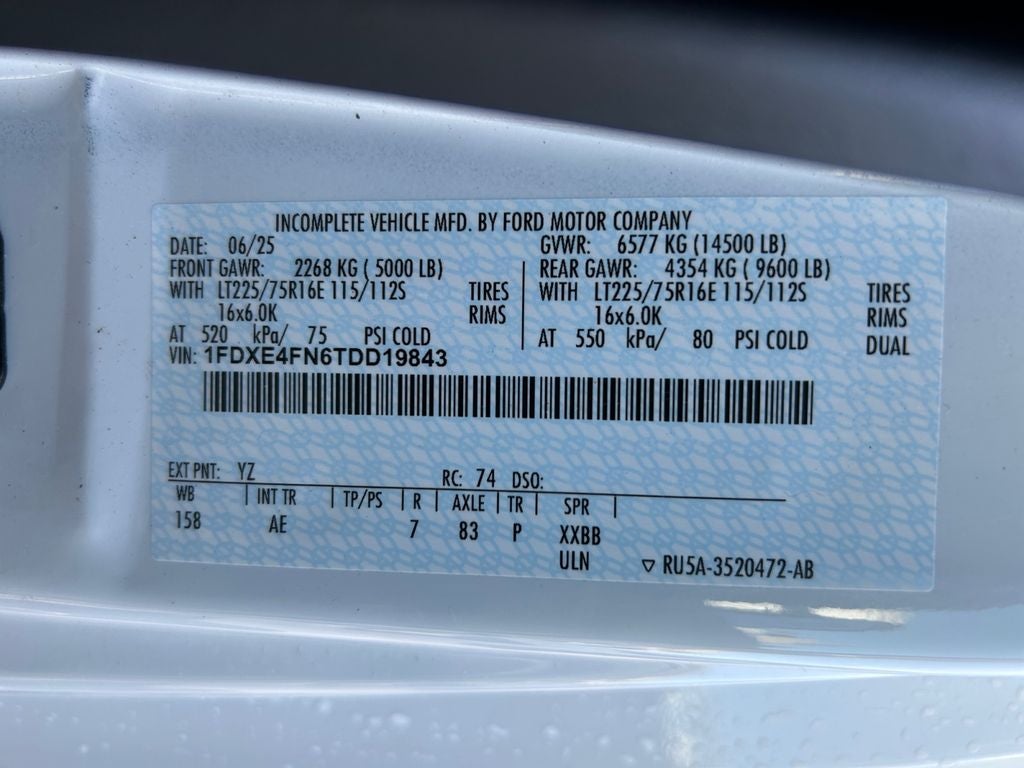 INCOMPLETE VEHICLE MFD. BY FORD MOTOR COMPANY
DATE: 06/25 GVWR: 6577 KG (14500 LB)
FRONT GAWR: 2268 KG ( 5000 LB) REAR GAWR: 4354 KG ( 9600 LB)
WITH LT225/75R16E 115/112S TIRES WITH LT225/75R16E 115/112S TIRES
16x6.0K RIMS 16x6.0K RIMS
AT 520 kPa/ 75 PSI COLD AT 550 kPa/ 80 PSI COLD DUAL
VIN: 1FDXE4FN6TDD19843
EXT PNT: YZ RC: 74 DSO:
WB | INT TR | TP/PS | R | AXLE | TR | SPR |
158 AE 7 83 P XXBB
ULN ▽ RU5A-3520472-AB